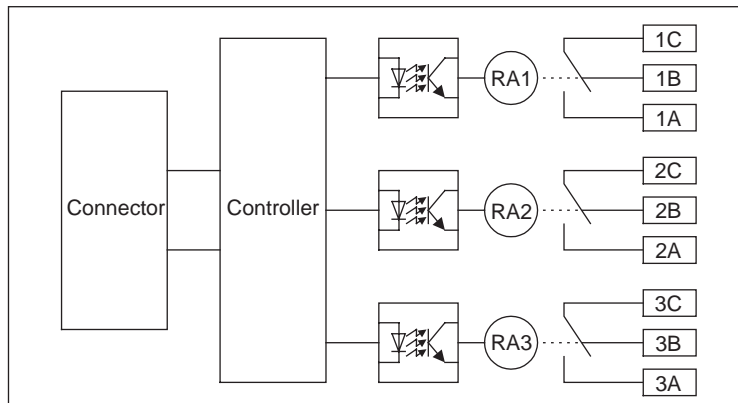 Connector
Controller
RA1
1C
1B
1A
RA2
2C
2B
2A
RA3
3C
3B
3A